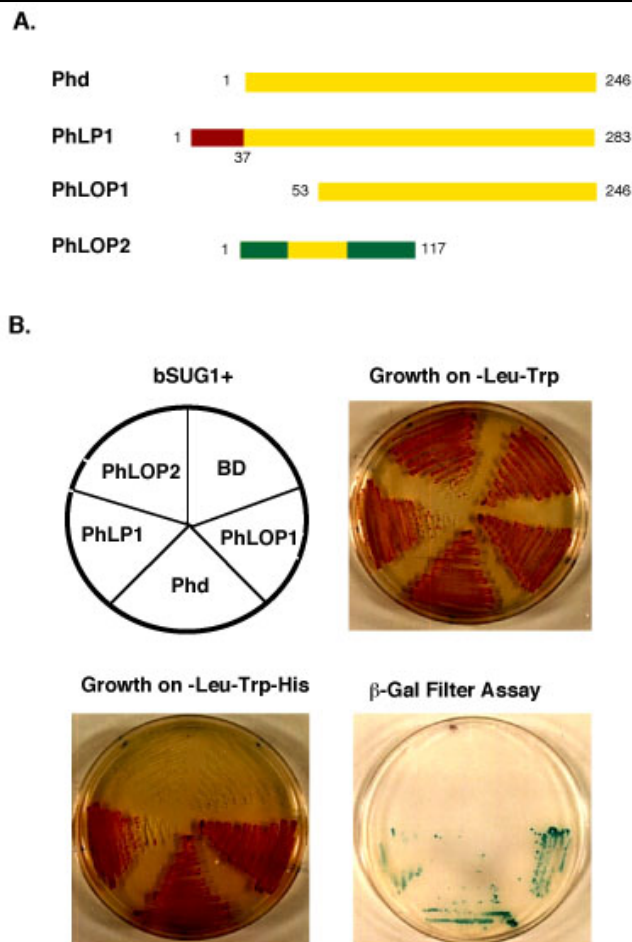 A.
Phd 1 246
PhLP1 1 283
37
PhLOP1 53 246
PhLOP2 1 117
B.
bSUG1+
Growth on -Leu-Trp
PhLOP2
BD
PhLP1
PhLOP1
Phd
Growth on -Leu-Trp-His
β-Gal Filter Assay